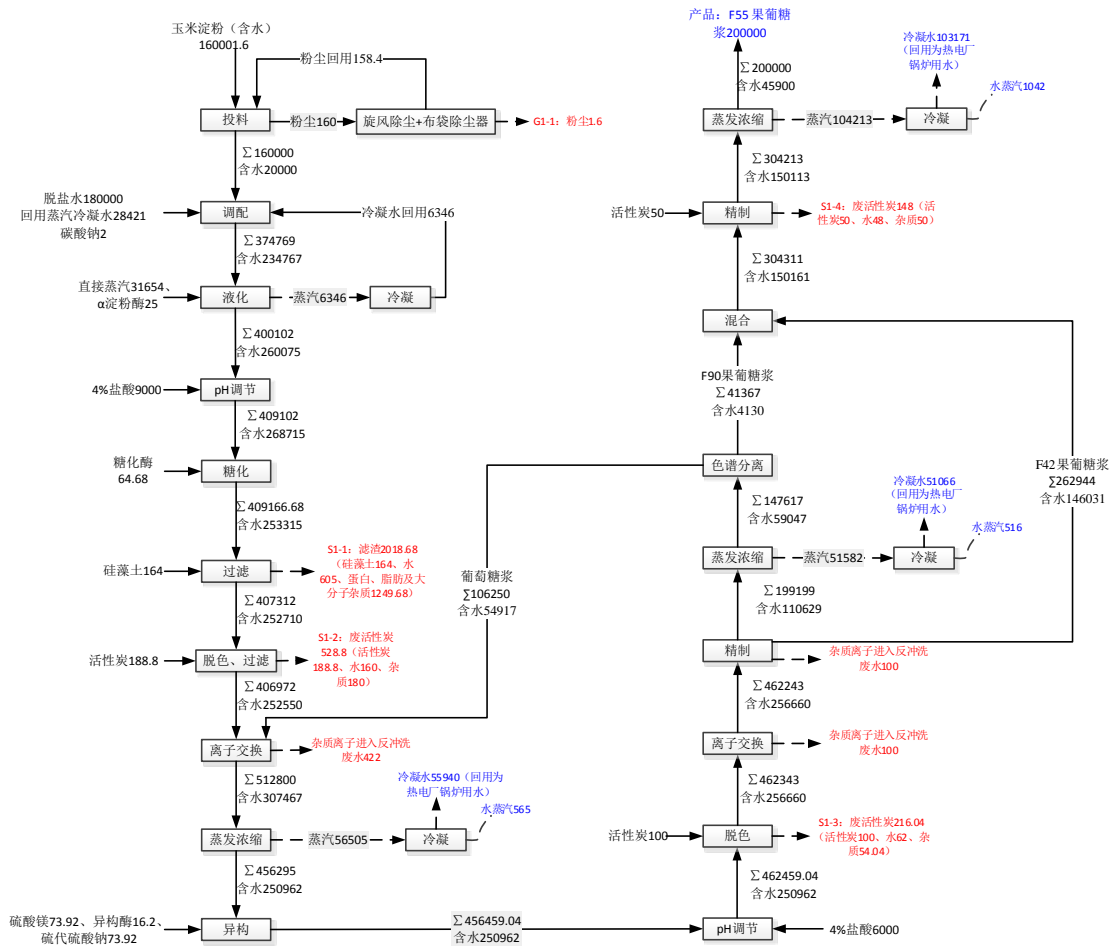 玉米淀粉（含水）
160001.6
粉尘回用158.4
投料
粉尘160
旋风除尘+布袋除尘器
G1-1：粉尘1.6
∑160000
含水20000
脱盐水180000
回用蒸汽冷凝水28421
碳酸钠2
调配
冷凝水回用6346
∑374769
含水234767
直接蒸汽31654、
α淀粉酶25
液化
蒸汽6346
冷凝
∑400102
含水260075
4%盐酸9000
pH调节
∑409102
含水268715
糖化酶
64.68
糖化
∑409166.68
含水253315
硅藻土164
过滤
S1-1：滤渣2018.68
（硅藻土164、水
605、蛋白、脂肪及大
分子杂质1249.68）
∑407312
含水252710
活性炭188.8
脱色、过滤
S1-2：废活性炭
528.8（活性炭
188.8、水160、杂
质180）
∑406972
含水252550
离子交换
杂质离子进入反冲洗
废水422
∑512800
含水307467
蒸发浓缩
蒸汽56505
冷凝
冷凝水55940（回用为
热电厂锅炉用水）
水蒸汽565
∑456295
含水250962
硫酸镁73.92、异构酶16.2、
硫代硫酸钠73.92
异构
∑456459.04
含水250962
pH调节
4%盐酸6000
∑462459.04
含水250962
活性炭100
脱色
S1-3：废活性炭216.04
（活性炭100、水62、杂
质54.04）
∑462343
含水256660
离子交换
杂质离子进入反冲洗
废水100
∑462243
含水256660
精制
杂质离子进入反冲洗
废水100
∑199199
含水110629
蒸发浓缩
蒸汽51582
冷凝
冷凝水51066
（回用为热电厂
锅炉用水）
水蒸汽516
∑147617
含水59047
色谱分离
葡萄糖浆
∑106250
含水54917
F90果葡糖浆
∑41367
含水4130
F42果葡糖浆
∑262944
含水146031
混合
∑304311
含水150161
活性炭50
精制
S1-4：废活性炭148（活
性炭50、水48、杂质50）
∑304213
含水150113
蒸发浓缩
蒸汽104213
冷凝
冷凝水103171
（回用为热电厂
锅炉用水）
水蒸汽1042
∑200000
含水45900
产品：F55 果葡糖
浆200000